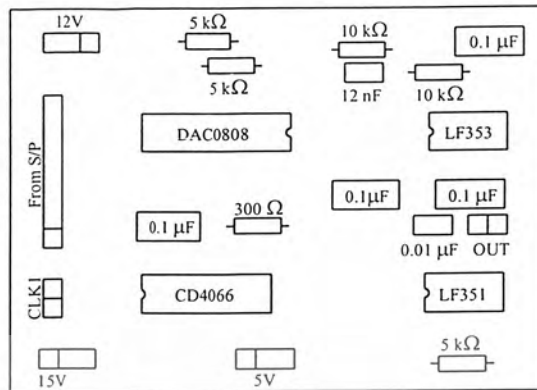 12V
5 kΩ
10 kΩ
0.1 μF
5 kΩ
12 nF
10 kΩ
DAC0808
LF353
From S/P
0.1μF
0.1 μF
0.1 μF
300 Ω
0.01 μF
OUT
CLK1
CD4066
LF351
15V
5V
5 kΩ